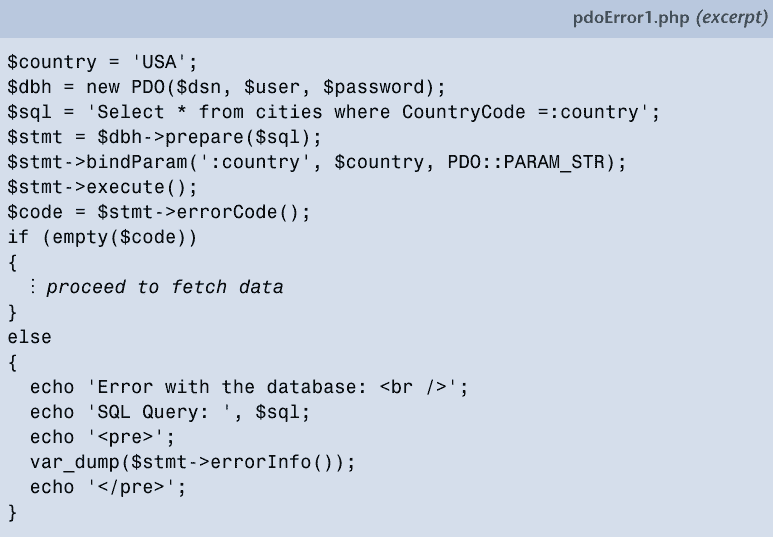 pdoError1.php (excerpt)
$country = 'USA';
$dbh = new PDO($dsn, $user, $password);
$sql = 'Select * from cities where CountryCode =:country';
$stmt = $dbh->prepare($sql);
$stmt->bindParam(':country', $country, PDO::PARAM_STR);
$stmt->execute();
$code = $stmt->errorCode();
if (empty($code))
{
  ⋮ proceed to fetch data
}
else
{
  echo 'Error with the database: <br />';
  echo 'SQL Query: ', $sql;
  echo '<pre>';
  var_dump($stmt->errorInfo());
  echo '</pre>';
}